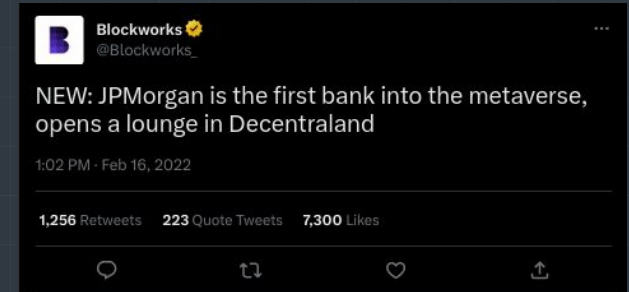 Blockworks
@Blockworks_
NEW: JPMorgan is the first bank into the metaverse,
opens a lounge in Decentraland
1:02 PM · Feb 16, 2022
1,256 Retweets 223 Quote Tweets 7,300 Likes